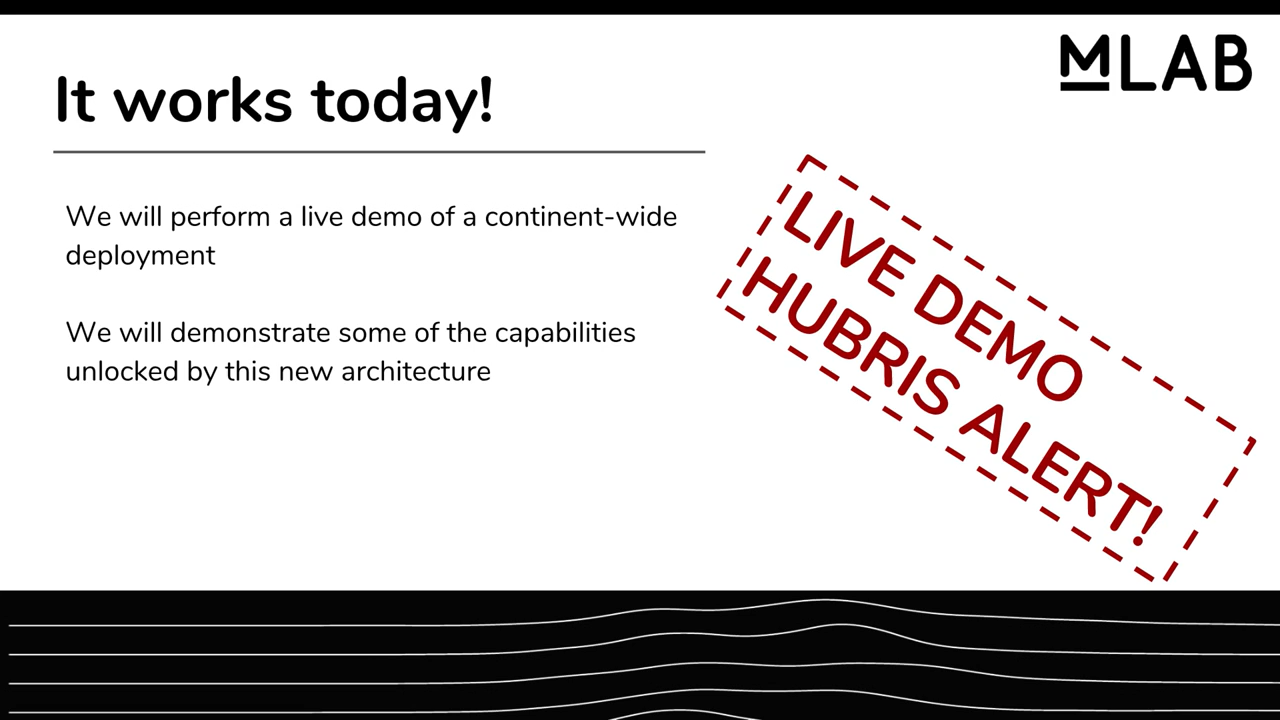 MLAB
It works today!
We will perform a live demo of a continent-wide
deployment
We will demonstrate some of the capabilities
unlocked by this new architecture
LIVE DEMO
HUBRIS ALERT!